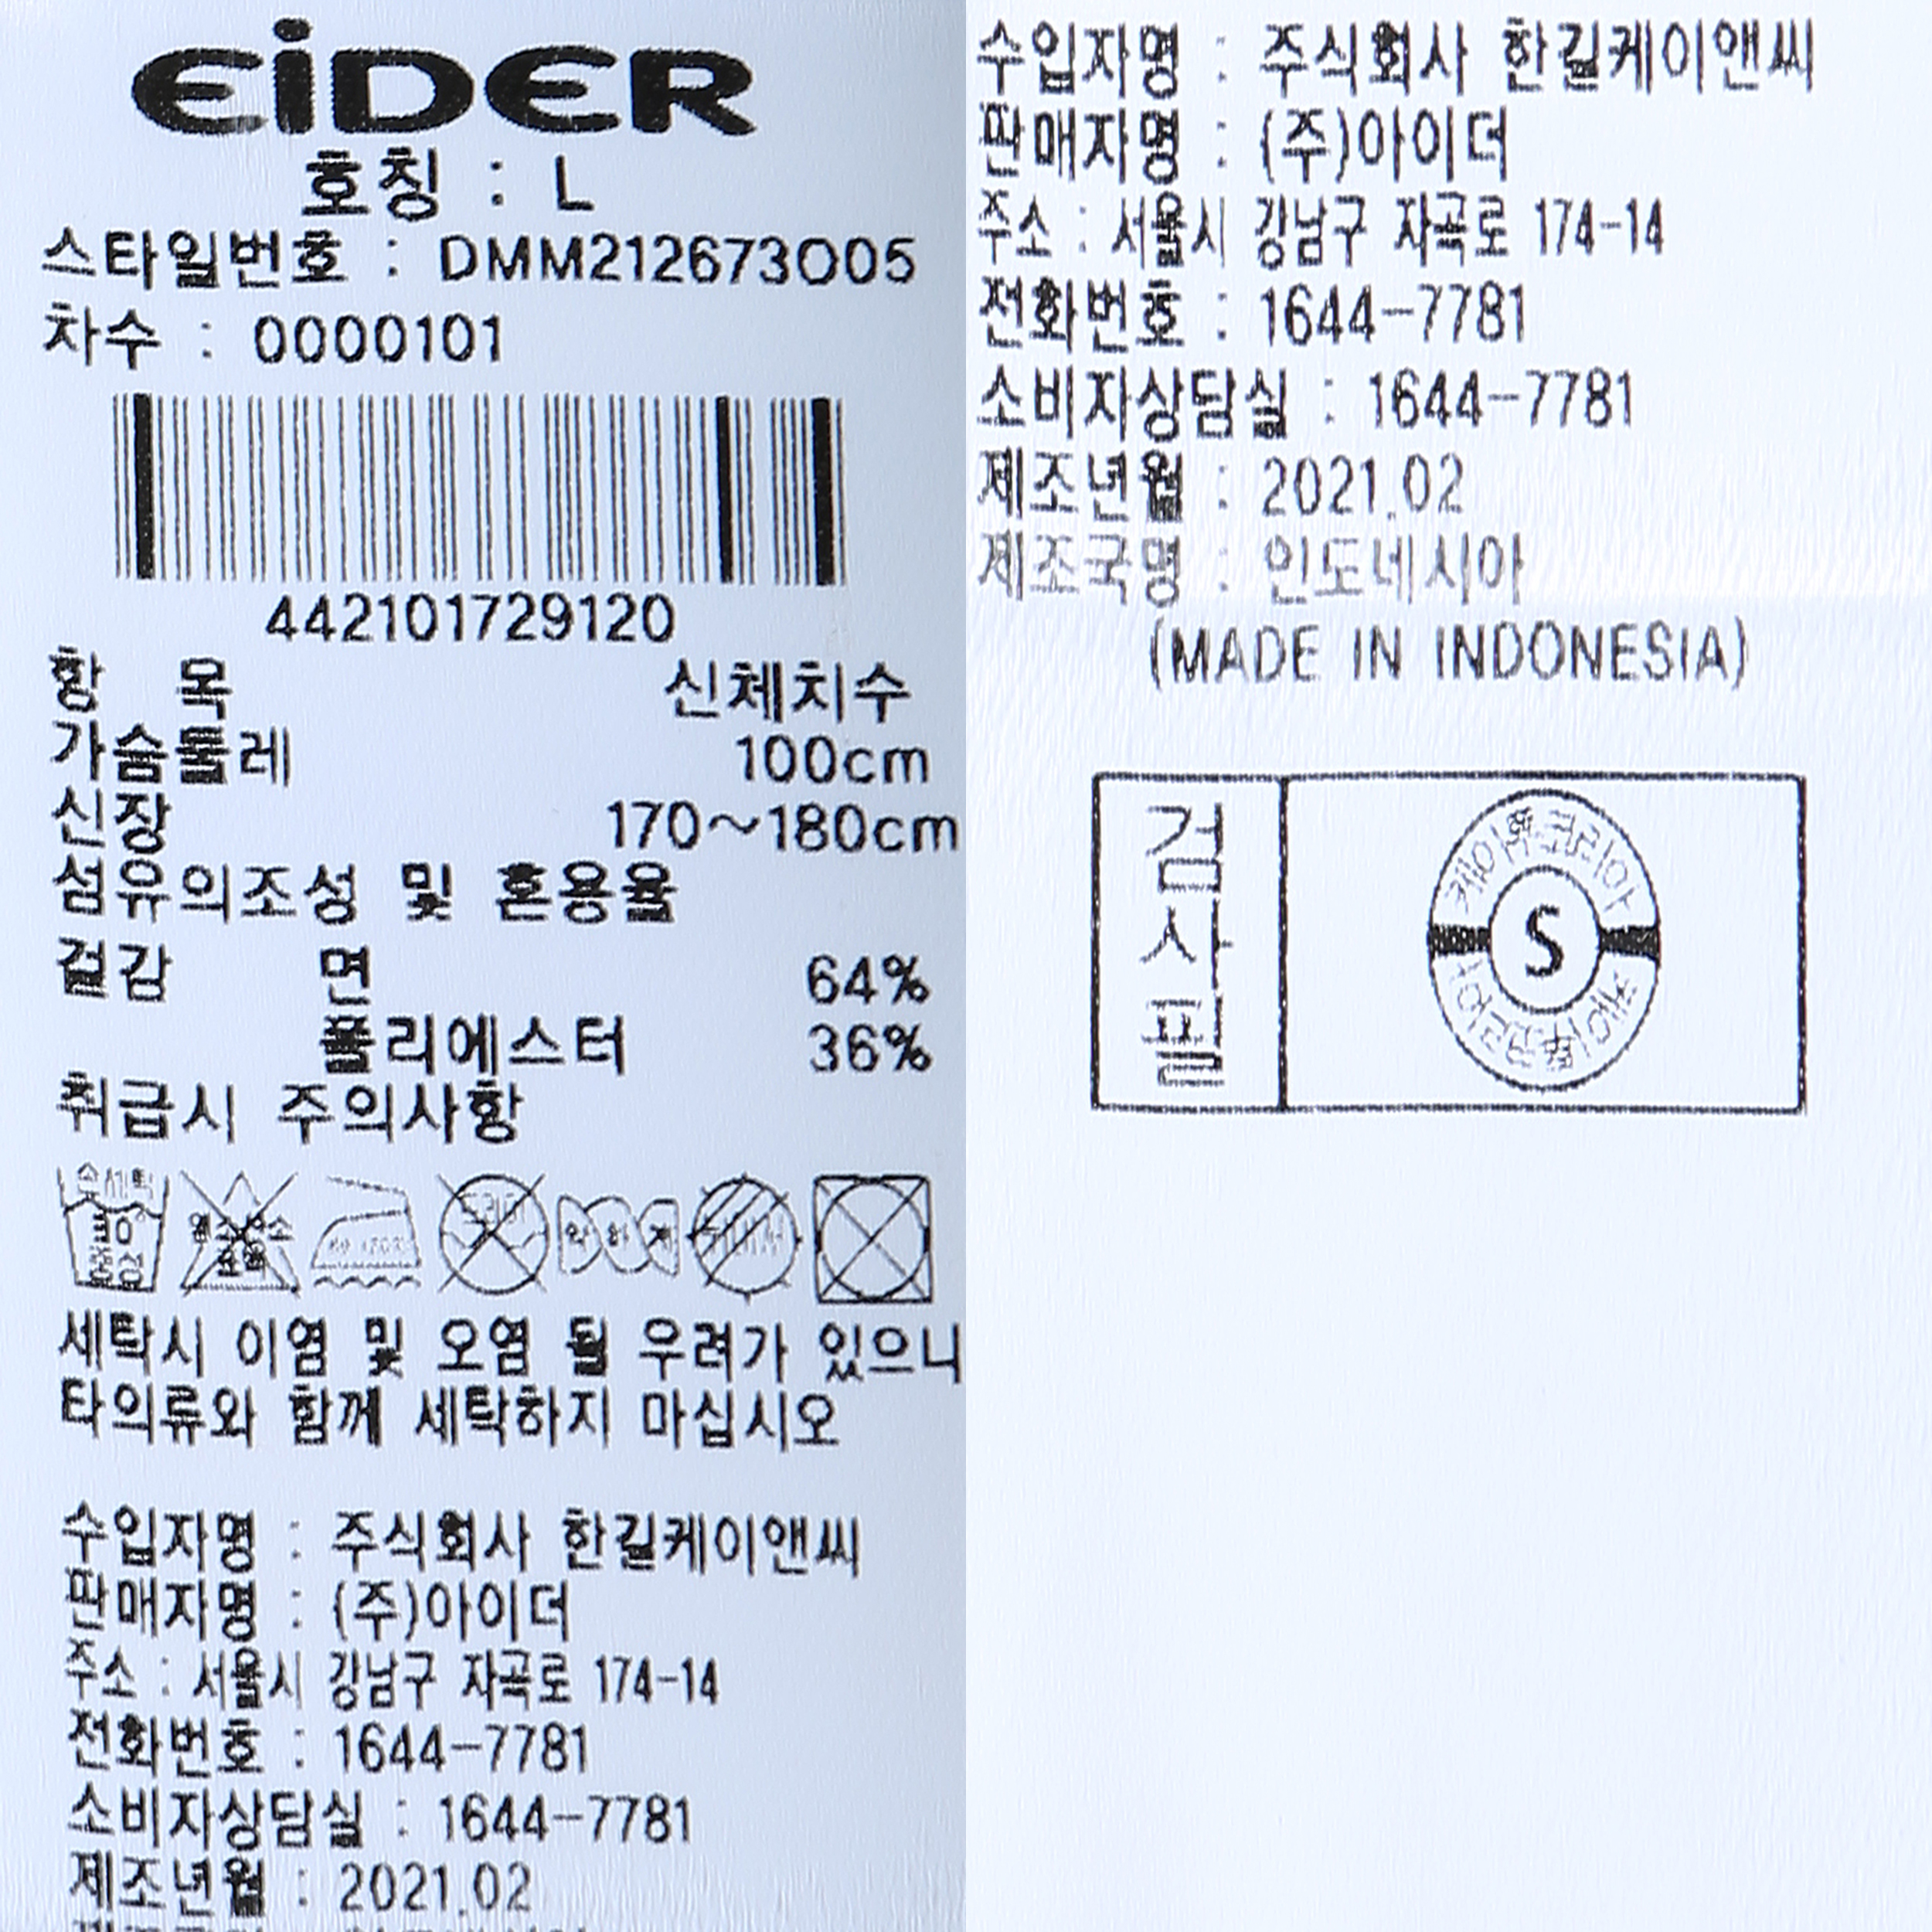 EiDER
호칭 : L
스타일번호 : DMM212673O05
차수 : 0000101
442101729120
항 목 신체치수
가슴둘레 100cm
신장 170~180cm
섬유의조성 및 혼용율
겉감 면 64%
폴리에스터 36%
취급시 주의사항
손세탁
30°
중성
약하게
세탁시 이염 및 오염 될 우려가 있으니
타의류와 함께 세탁하지 마십시오
수입자명 : 주식회사 한길케이앤씨
판매자명 : (주)아이더
주소 : 서울시 강남구 자곡로 174-14
전화번호 : 1644-7781
소비자상담실 : 1644-7781
제조년월 : 2021.02
수입자명 : 주식회사 한길케이앤씨
판매자명 : (주)아이더
주소 : 서울시 강남구 자곡로 174-14
전화번호 : 1644-7781
소비자상담실 : 1644-7781
제조년월 : 2021.02
제조국명 : 인도네시아
(MADE IN INDONESIA)
검사필
S